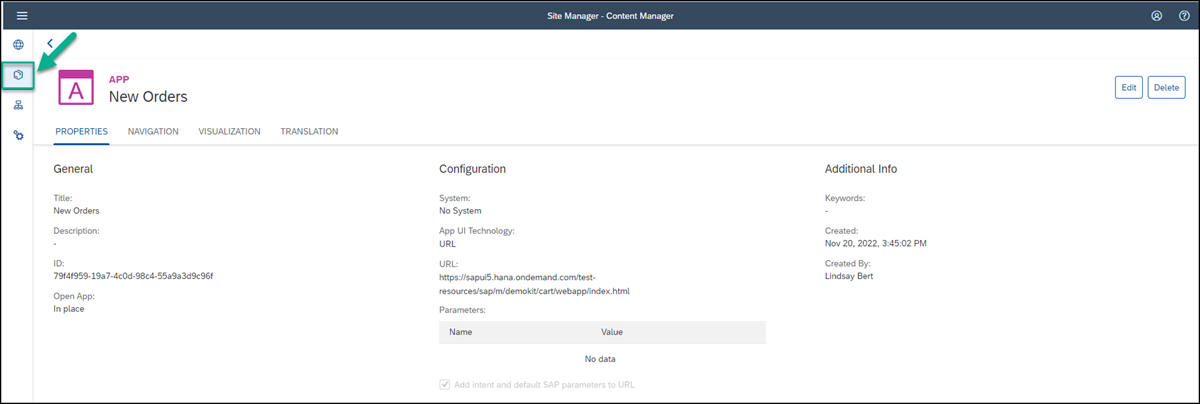 Site Manager - Content Manager
A
APP
New Orders
Edit
Delete
PROPERTIES
NAVIGATION
VISUALIZATION
TRANSLATION
General
Title:
New Orders
Description:
-
ID:
79f4f959-19a7-4c0d-98c4-55a9a3d9c96f
Open App:
In place
Configuration
System:
No System
App UI Technology:
URL
URL:
https://sapui5.hana.ondemand.com/test-
resources/sap/m/demokit/cart/webapp/index.html
Parameters:
Name
Value
No data
Add intent and default SAP parameters to URL
Additional Info
Keywords:
-
Created:
Nov 20, 2022, 3:45:02 PM
Created By:
Lindsay Bert